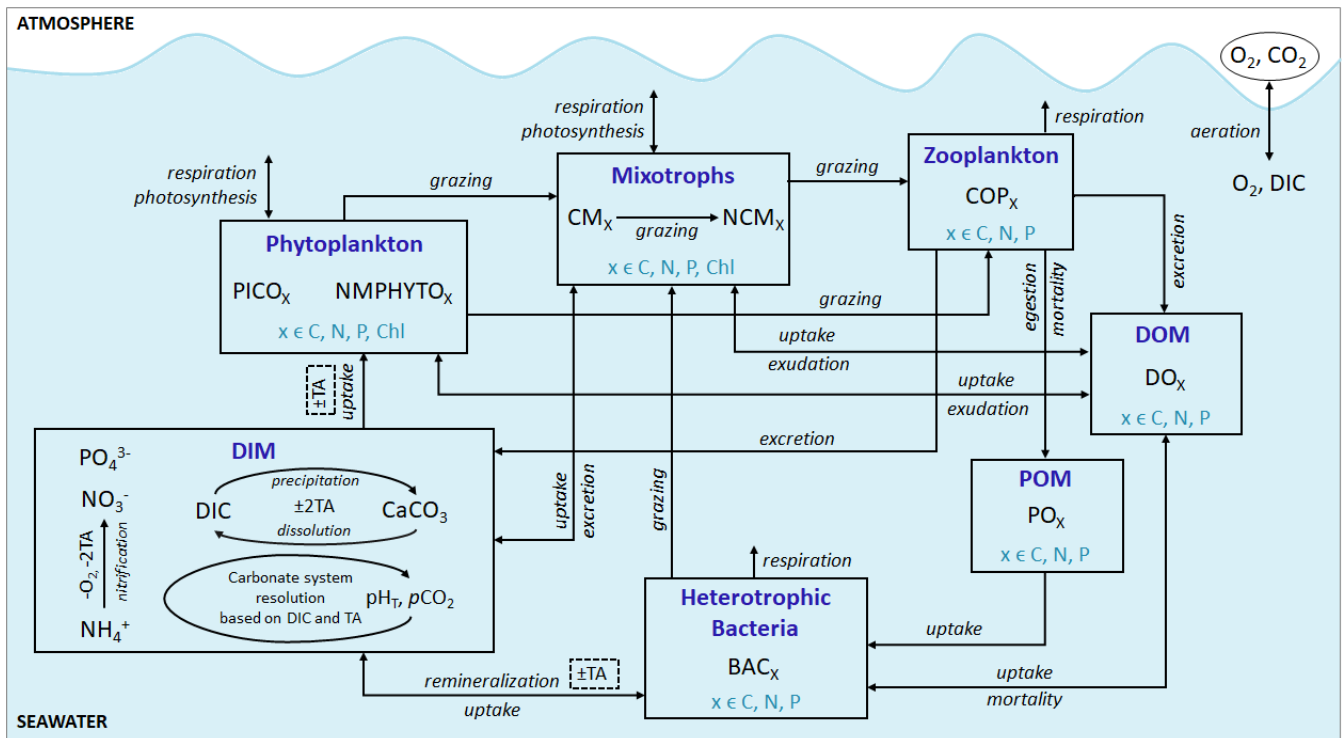 ATMOSPHERE
O₂, CO₂
aeration
O₂, DIC
respiration
photosynthesis
respiration
photosynthesis
respiration
grazing
grazing
Mixotrophs
CMₓ
grazing
NCMₓ
x ϵ C, N, P, Chl
Zooplankton
COPₓ
x ϵ C, N, P
Phytoplankton
PICOₓ
NMPHYTOₓ
x ϵ C, N, P, Chl
grazing
egestion
mortality
excretion
uptake
exudation
uptake
exudation
DOM
DOₓ
x ϵ C, N, P
±TA
uptake
excretion
DIM
PO₄³⁻
NO₃⁻
-O₂, -2TA
nitrification
NH₄⁺
DIC
precipitation
±2TA
dissolution
CaCO₃
Carbonate system
resolution
based on DIC and TA
pH_T, pCO₂
uptake
excretion
grazing
POM
POₓ
x ϵ C, N, P
respiration
Heterotrophic
Bacteria
BACₓ
x ϵ C, N, P
uptake
uptake
mortality
remineralization
±TA
uptake
SEAWATER